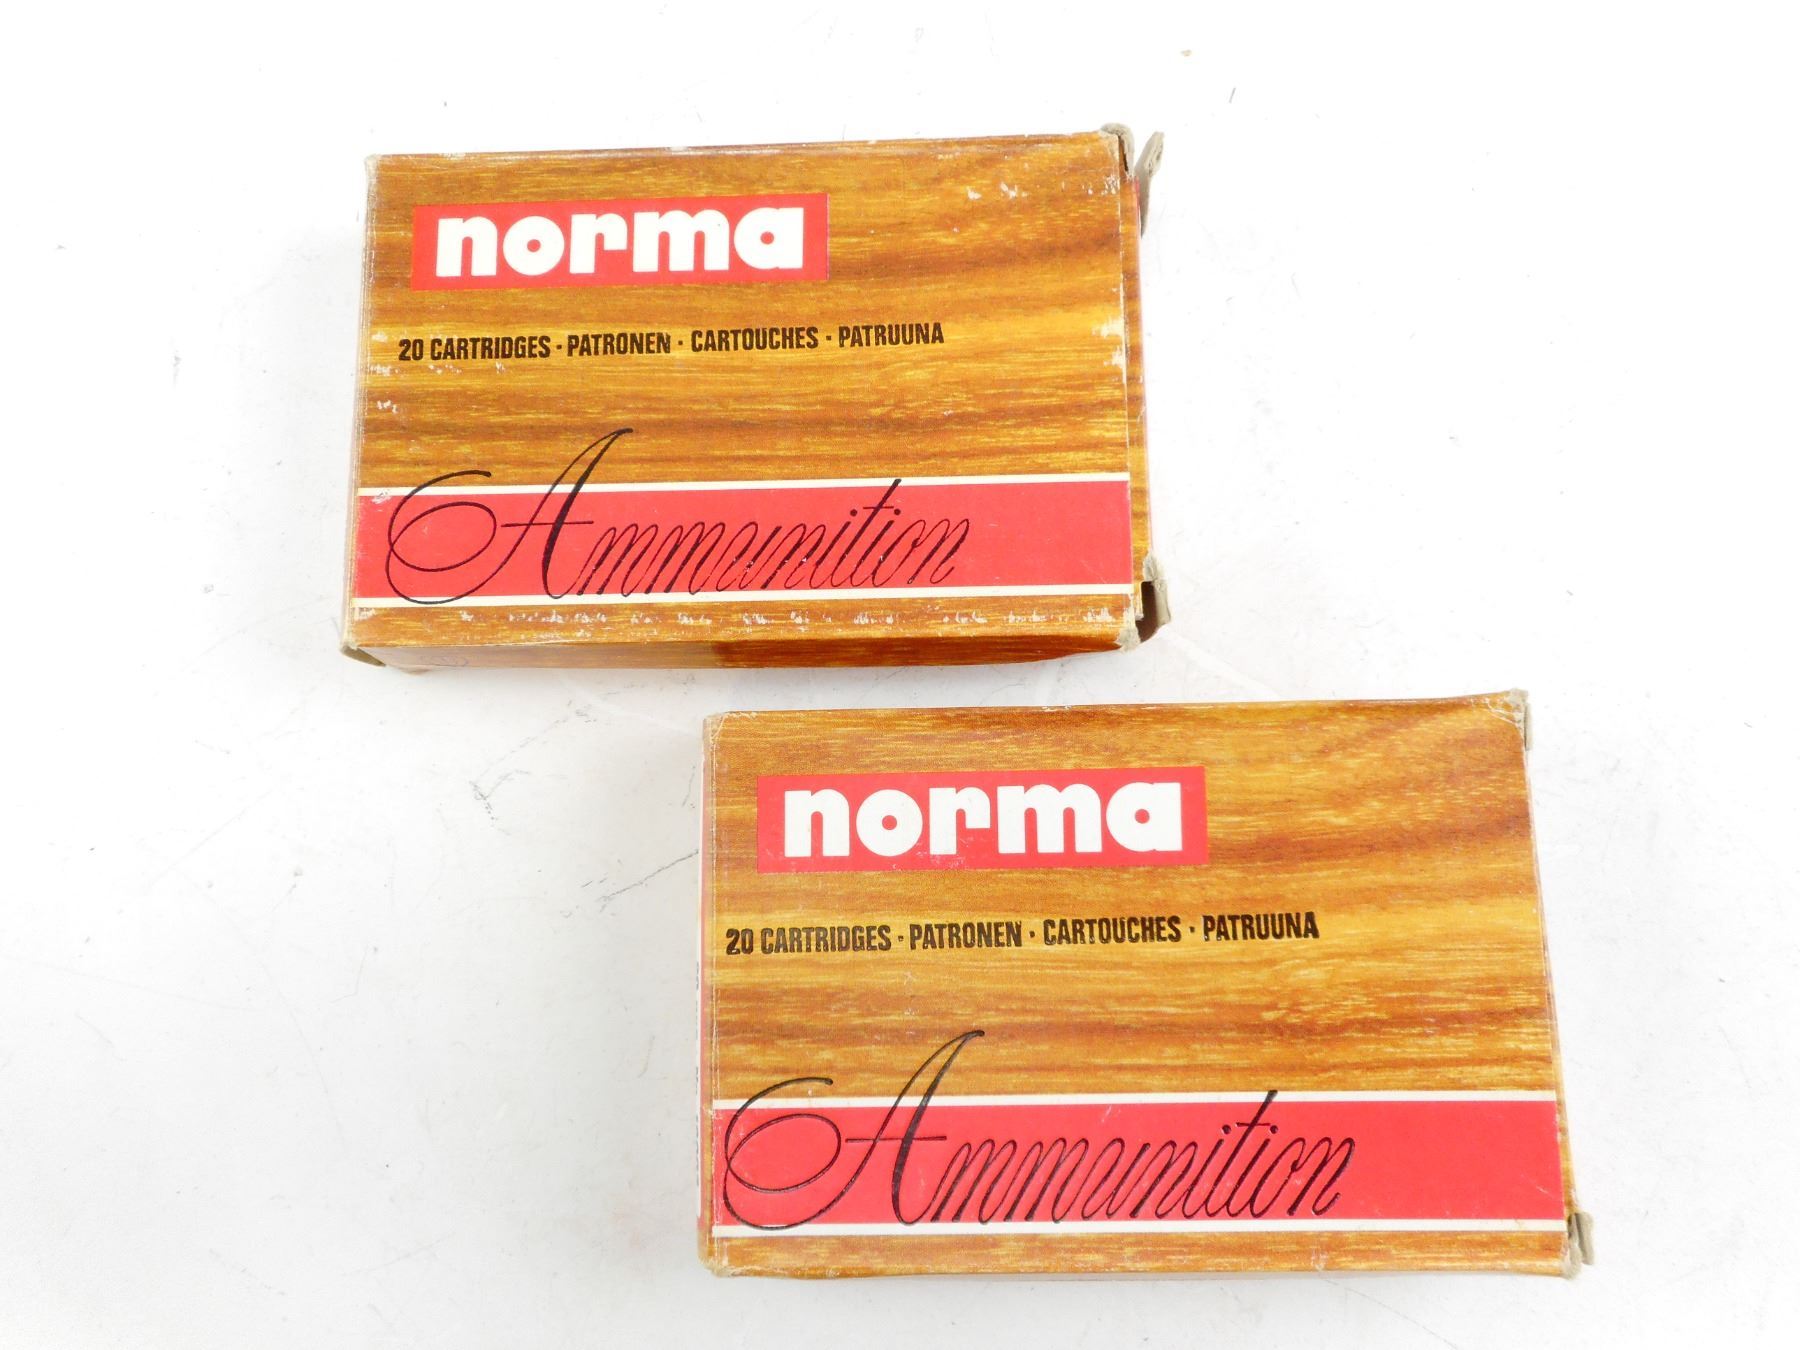 norma
20 CARTRIDGES · PATRONEN · CARTOUCHES · PATRUUNA
Ammunition
norma
20 CARTRIDGES · PATRONEN · CARTOUCHES · PATRUUNA
Ammunition